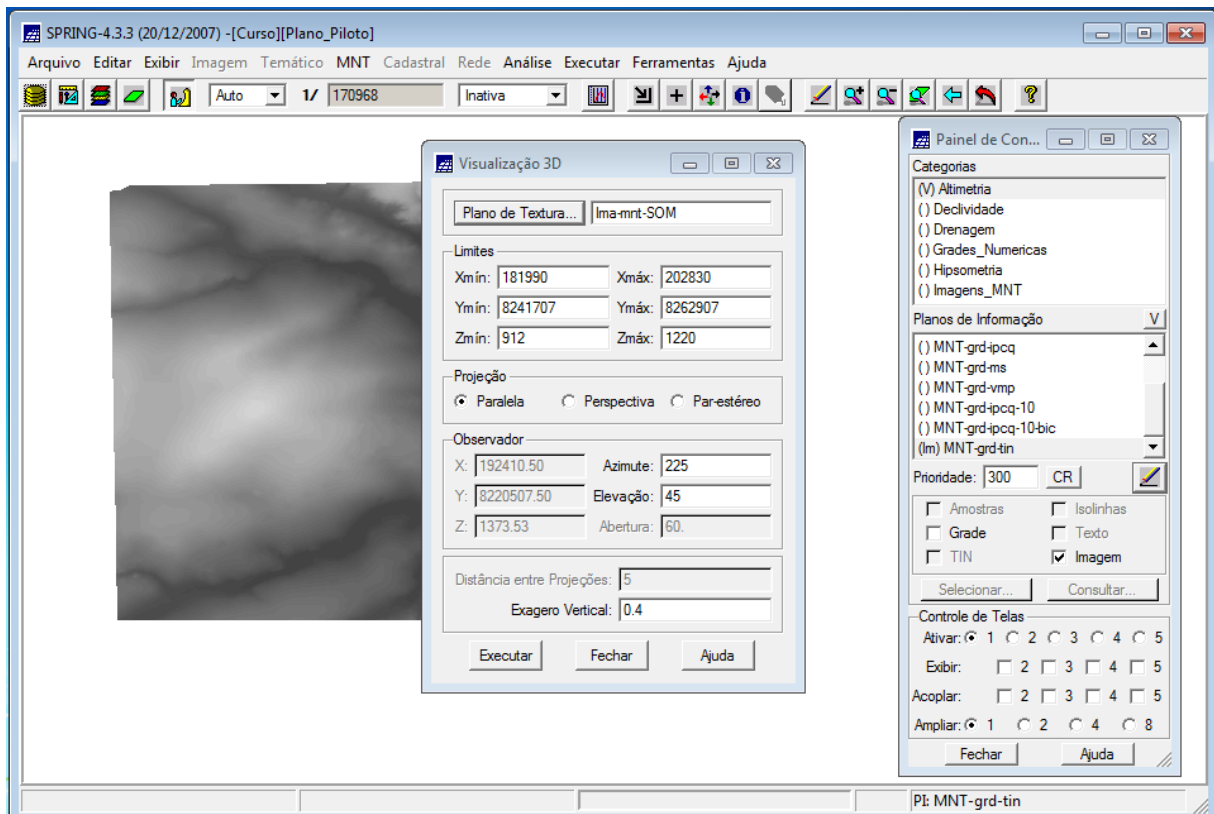 SPRING-4.3.3 (20/12/2007) -[Curso][Plano_Piloto]
Arquivo Editar Exibir Imagem Temático MNT Cadastral Rede Análise Executar Ferramentas Ajuda
Auto 1/ 170968 Inativa
Visualização 3D
Plano de Textura... Ima-mnt-SOM
Limites
Xmín: 181990 Xmáx: 202830
Ymín: 8241707 Ymáx: 8262907
Zmín: 912 Zmáx: 1220
Projeção
Paralela Perspectiva Par-estéreo
Observador
X: 192410.50 Azimute: 225
Y: 8220507.50 Elevação: 45
Z: 1373.53 Abertura: 60.
Distância entre Projeções: 5
Exagero Vertical: 0.4
Executar Fechar Ajuda
Painel de Con...
Categorias
(V) Altimetria
() Declividade
() Drenagem
() Grades_Numericas
() Hipsometria
() Imagens_MNT
Planos de Informação V
() MNT-grd-ipcq
() MNT-grd-ms
() MNT-grd-vmp
() MNT-grd-ipcq-10
() MNT-grd-ipcq-10-bic
(Im) MNT-grd-tin
Prioridade: 300 CR
Amostras Isolinhas
Grade Texto
TIN Imagem
Selecionar... Consultar...
Controle de Telas
Ativar: 1 2 3 4 5
Exibir: 2 3 4 5
Acoplar: 2 3 4 5
Ampliar: 1 2 4 8
Fechar Ajuda
PI: MNT-grd-tin